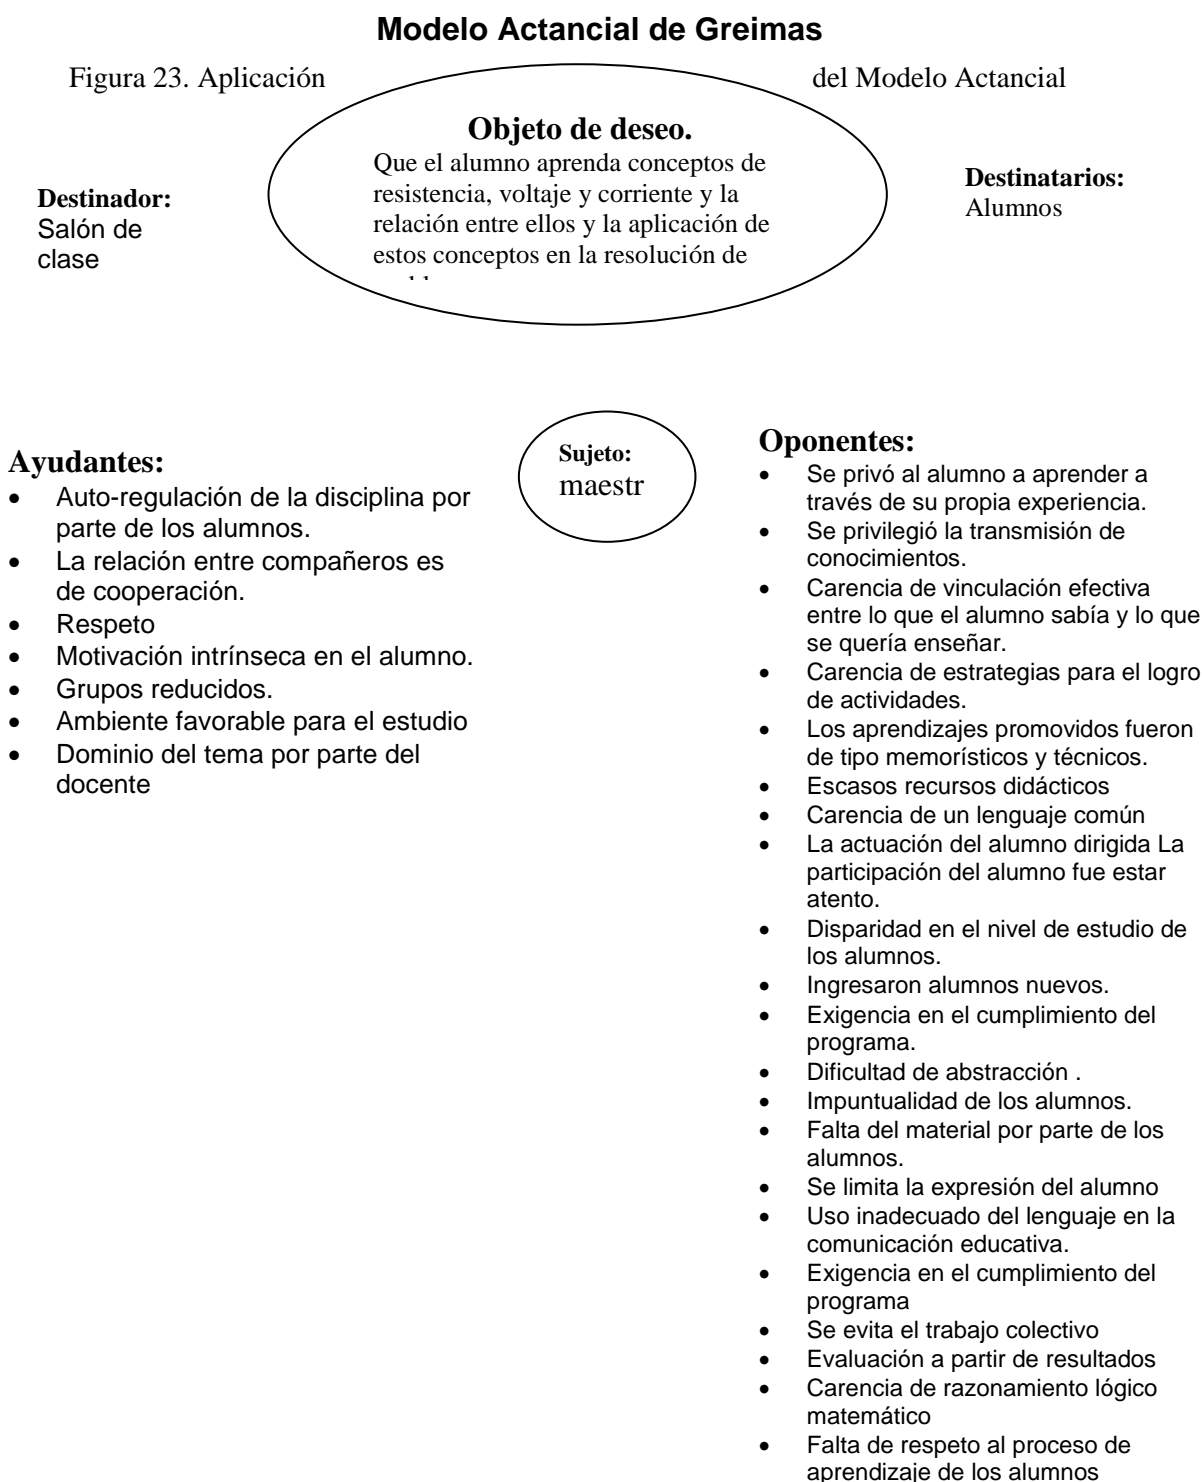 Modelo Actancial de Greimas
Figura 23. Aplicación del Modelo Actancial
Objeto de deseo.
Que el alumno aprenda conceptos de
resistencia, voltaje y corriente y la
relación entre ellos y la aplicación de
estos conceptos en la resolución de
Destinador:
Salón de
clase
Destinatarios:
Alumnos
Sujeto:
maestr
Ayudantes:
• Auto-regulación de la disciplina por
parte de los alumnos.
• La relación entre compañeros es
de cooperación.
• Respeto
• Motivación intrínseca en el alumno.
• Grupos reducidos.
• Ambiente favorable para el estudio
• Dominio del tema por parte del
docente
Oponentes:
• Se privó al alumno a aprender a
través de su propia experiencia.
• Se privilegió la transmisión de
conocimientos.
• Carencia de vinculación efectiva
entre lo que el alumno sabía y lo que
se quería enseñar.
• Carencia de estrategias para el logro
de actividades.
• Los aprendizajes promovidos fueron
de tipo memorísticos y técnicos.
• Escasos recursos didácticos
• Carencia de un lenguaje común
• La actuación del alumno dirigida La
participación del alumno fue estar
atento.
• Disparidad en el nivel de estudio de
los alumnos.
• Ingresaron alumnos nuevos.
• Exigencia en el cumplimiento del
programa.
• Dificultad de abstracción .
• Impuntualidad de los alumnos.
• Falta del material por parte de los
alumnos.
• Se limita la expresión del alumno
• Uso inadecuado del lenguaje en la
comunicación educativa.
• Exigencia en el cumplimiento del
programa
• Se evita el trabajo colectivo
• Evaluación a partir de resultados
• Carencia de razonamiento lógico
matemático
• Falta de respeto al proceso de
aprendizaje de los alumnos